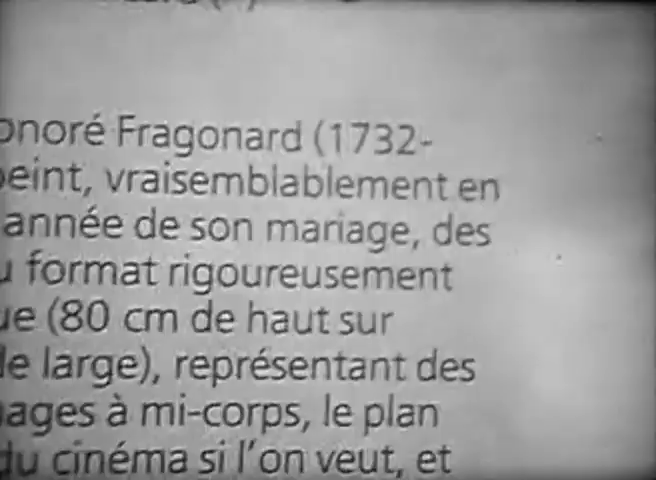 onoré Fragonard (1732-
peint, vraisemblablement en
année de son mariage, des
u format rigoureusement
ue (80 cm de haut sur
de large), représentant des
ages à mi-corps, le plan
du cinéma si l'on veut, et